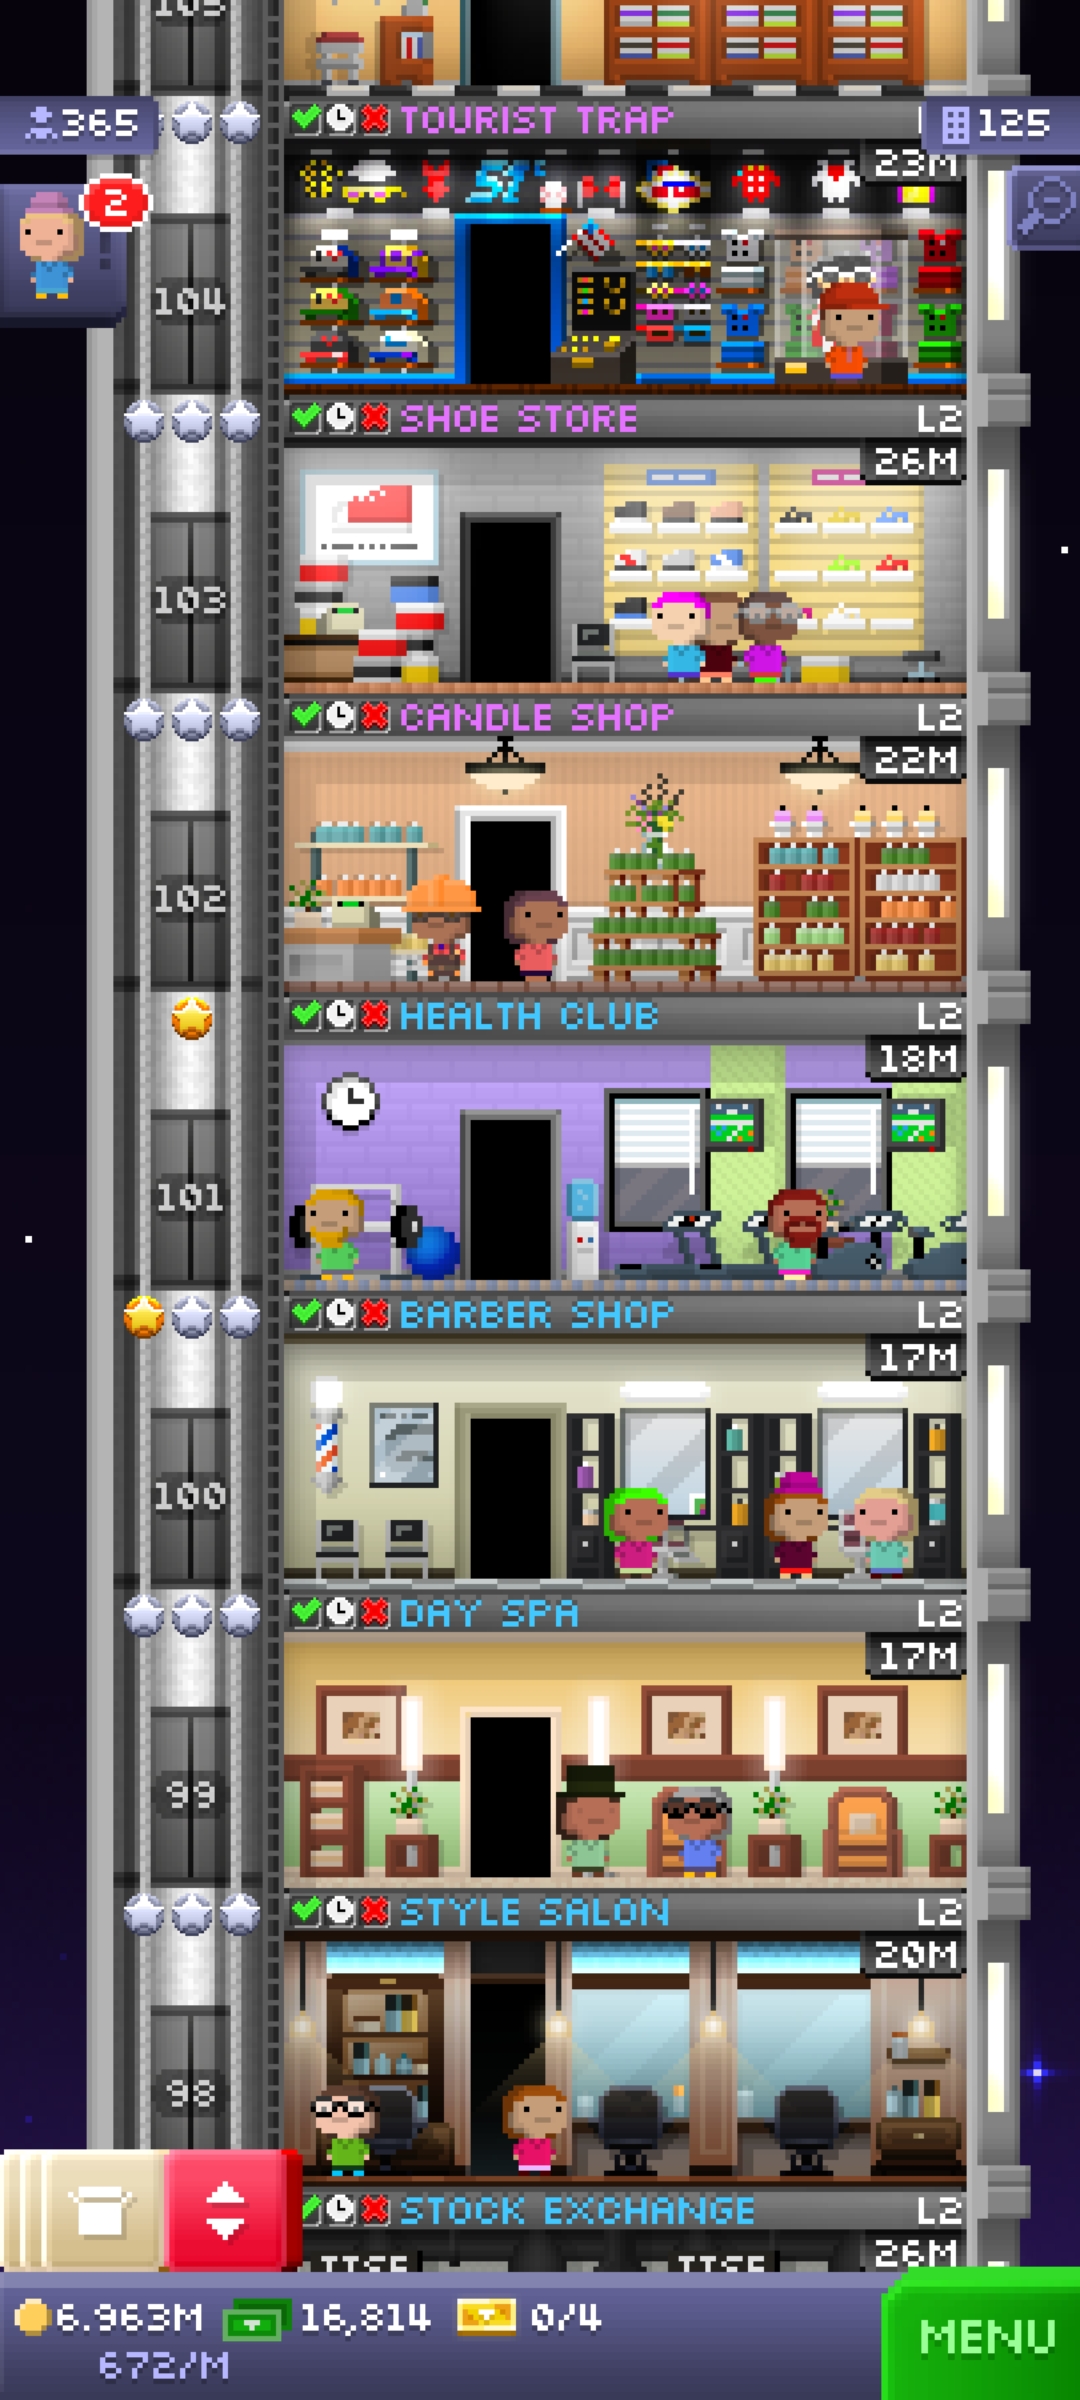 365
TOURIST TRAP
125
23M
2
104
SHOE STORE
L2
26M
103
CANDLE SHOP
L2
22M
102
HEALTH CLUB
L2
18M
101
BARBER SHOP
L2
17M
100
DAY SPA
L2
17M
99
STYLE SALON
L2
20M
98
STOCK EXCHANGE
L2
26M
6.963M
16,814
0/4
672/M
MENU